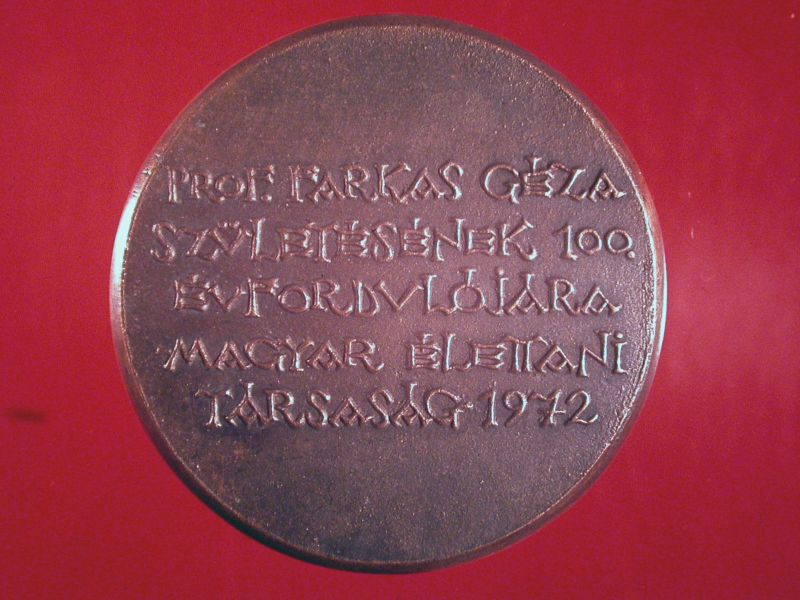 PROF. FARKAS GÉZA
SZÜLETÉSÉNEK 100.
ÉVFORDULÓJÁRA
·MAGYAR ÉLETTANI
TÁRSASÁG·1972